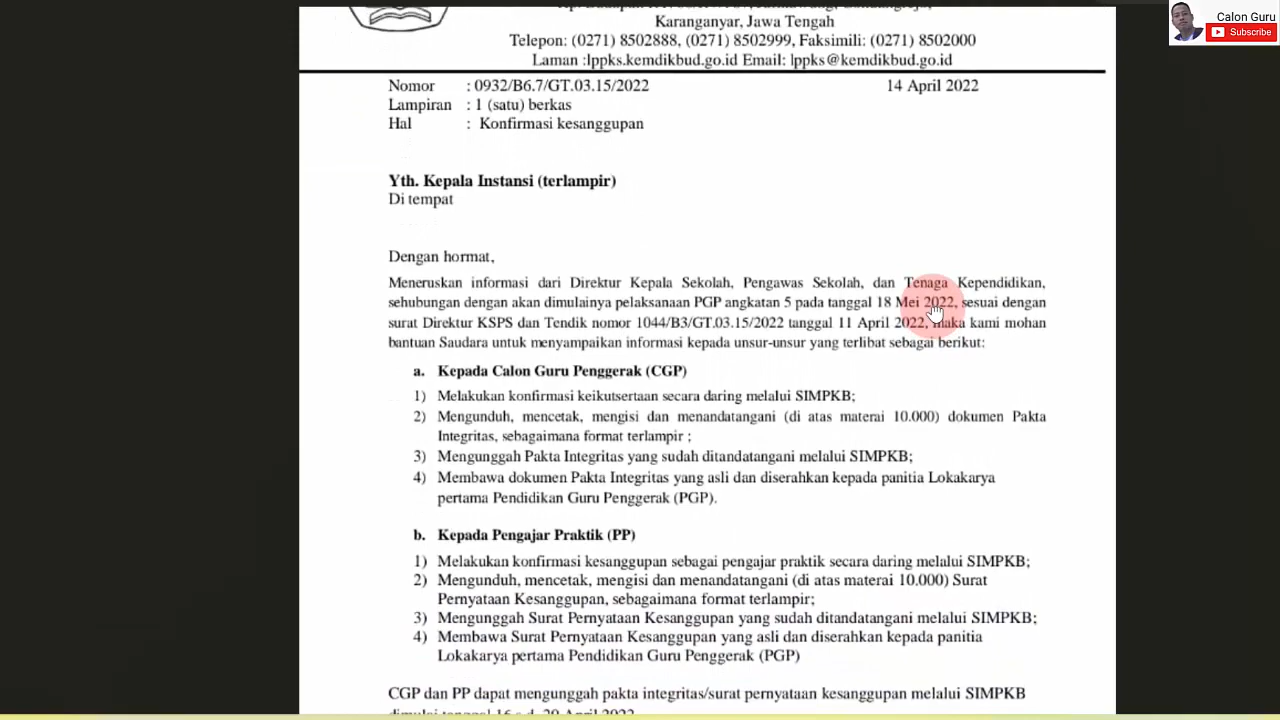 Karanganyar, Jawa Tengah
Telepon: (0271) 8502888, (0271) 8502999, Faksimili: (0271) 8502000
Laman :lppks.kemdikbud.go.id Email: lppks@kemdikbud.go.id
Nomor : 0932/B6.7/GT.03.15/2022 14 April 2022
Lampiran : 1 (satu) berkas
Hal : Konfirmasi kesanggupan
Yth. Kepala Instansi (terlampir)
Di tempat
Dengan hormat,
Meneruskan informasi dari Direktur Kepala Sekolah, Pengawas Sekolah, dan Tenaga Kependidikan,
sehubungan dengan akan dimulainya pelaksanaan PGP angkatan 5 pada tanggal 18 Mei 2022, sesuai dengan
surat Direktur KSPS dan Tendik nomor 1044/B3/GT.03.15/2022 tanggal 11 April 2022, maka kami mohan
bantuan Saudara untuk menyampaikan informasi kepada unsur-unsur yang terlibat sebagai berikut:
a. Kepada Calon Guru Penggerak (CGP)
1) Melakukan konfirmasi keikutsertaan secara daring melalui SIMPKB;
2) Mengunduh, mencetak, mengisi dan menandatangani (di atas materai 10.000) dokumen Pakta
Integritas, sebagaimana format terlampir ;
3) Mengunggah Pakta Integritas yang sudah ditandatangani melalui SIMPKB;
4) Membawa dokumen Pakta Integritas yang asli dan diserahkan kepada panitia Lokakarya
pertama Pendidikan Guru Penggerak (PGP).
b. Kepada Pengajar Praktik (PP)
1) Melakukan konfirmasi kesanggupan sebagai pengajar praktik secara daring melalui SIMPKB;
2) Mengunduh, mencetak, mengisi dan menandatangani (di atas materai 10.000) Surat
Pernyataan Kesanggupan, sebagaimana format terlampir;
3) Mengunggah Surat Pernyataan Kesanggupan yang sudah ditandatangani melalui SIMPKB;
4) Membawa Surat Pernyataan Kesanggupan yang asli dan diserahkan kepada panitia
Lokakarya pertama Pendidikan Guru Penggerak (PGP)
CGP dan PP dapat mengunggah pakta integritas/surat pernyataan kesanggupan melalui SIMPKB
Calon Guru
Subscribe